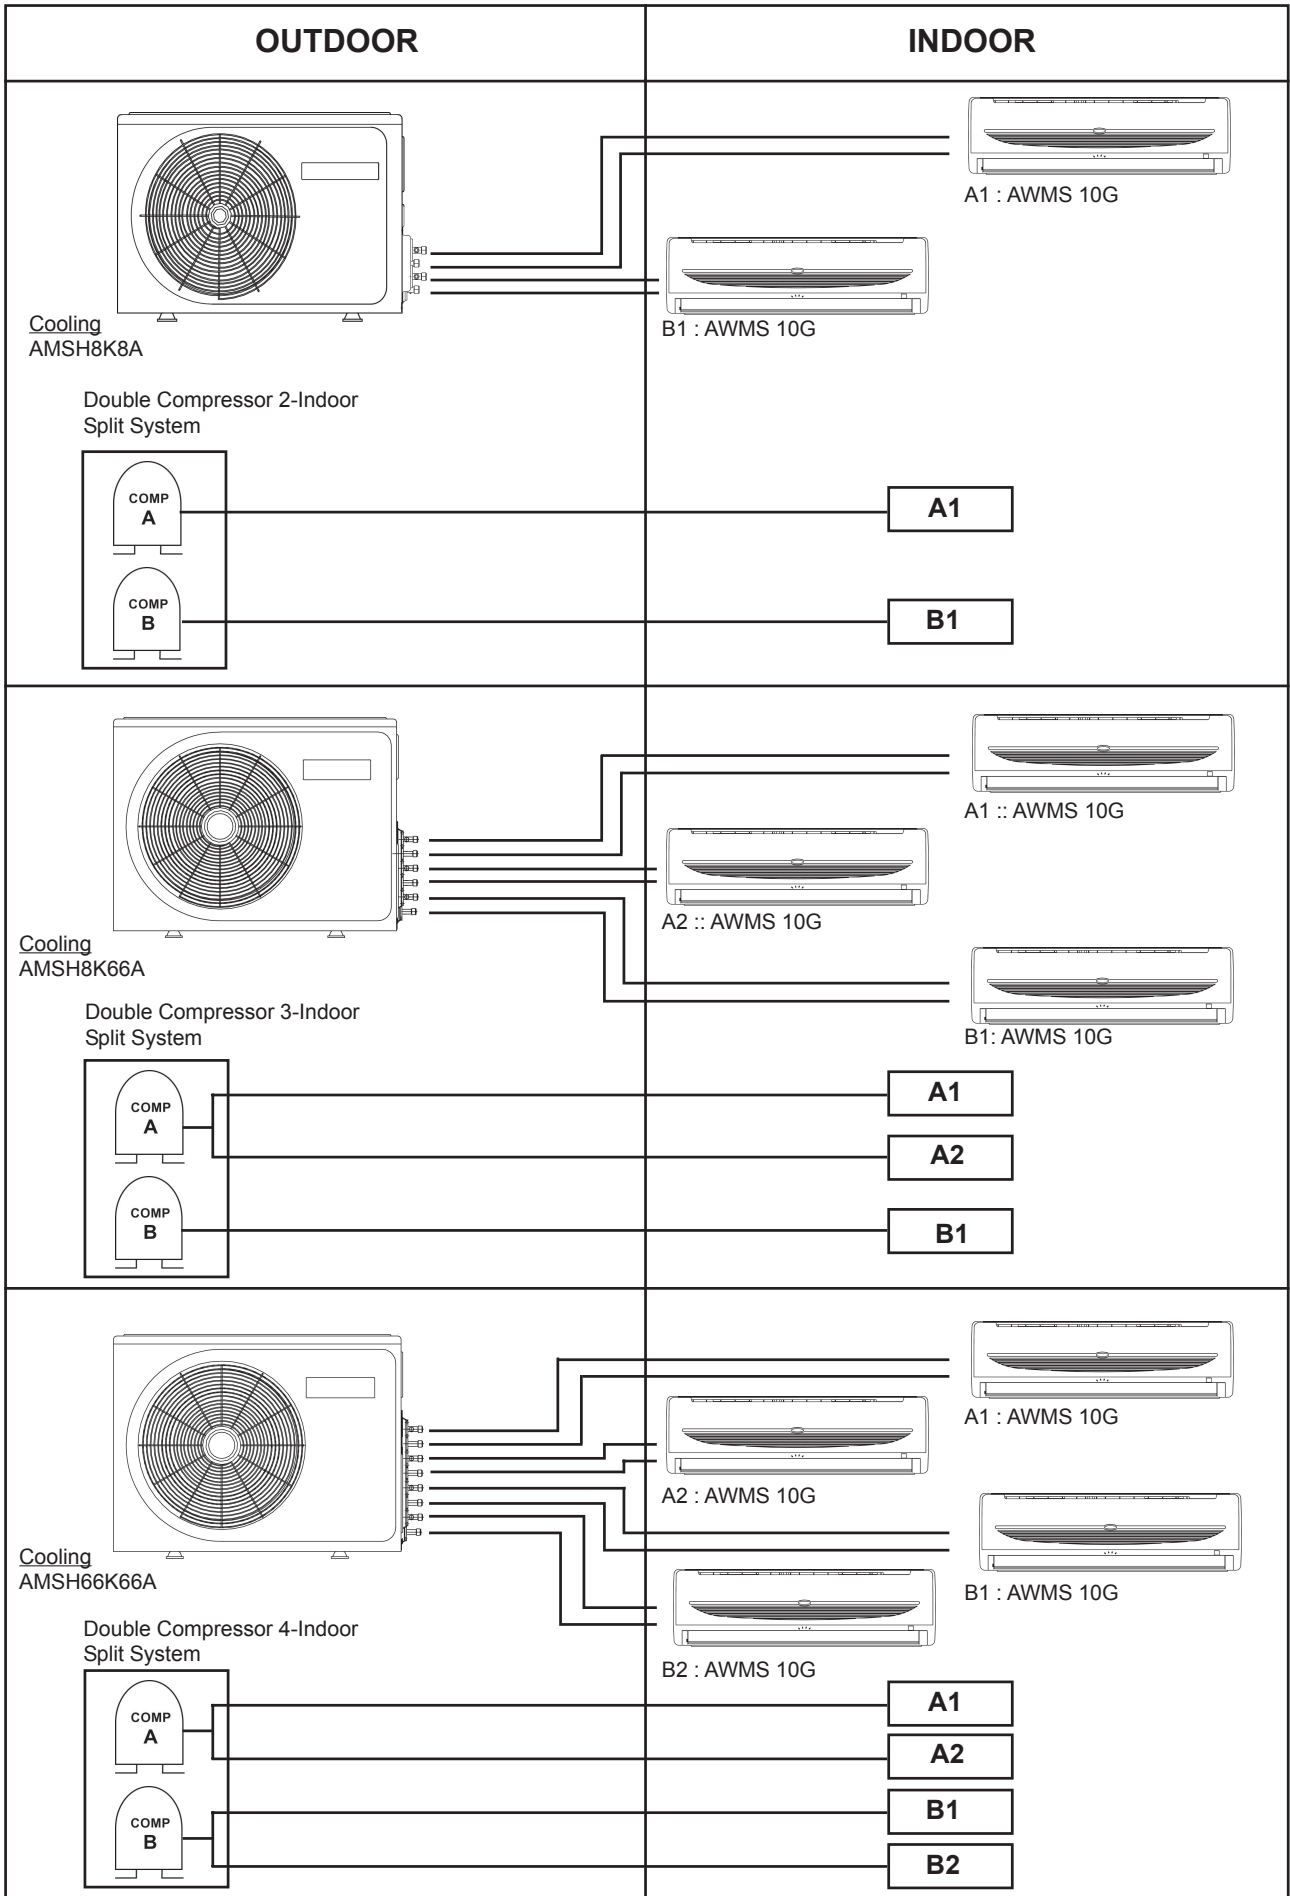 OUTDOOR
INDOOR
A1 : AWMS 10G
B1 : AWMS 10G
Cooling
AMSH8K8A
Double Compressor 2-Indoor
Split System
COMP
A
A1
COMP
B
B1
A1 :: AWMS 10G
A2 :: AWMS 10G
Cooling
AMSH8K66A
B1: AWMS 10G
Double Compressor 3-Indoor
Split System
COMP
A
A1
A2
COMP
B
B1
A1 : AWMS 10G
A2 : AWMS 10G
Cooling
AMSH66K66A
B1 : AWMS 10G
Double Compressor 4-Indoor
Split System
B2 : AWMS 10G
COMP
A
A1
A2
COMP
B
B1
B2